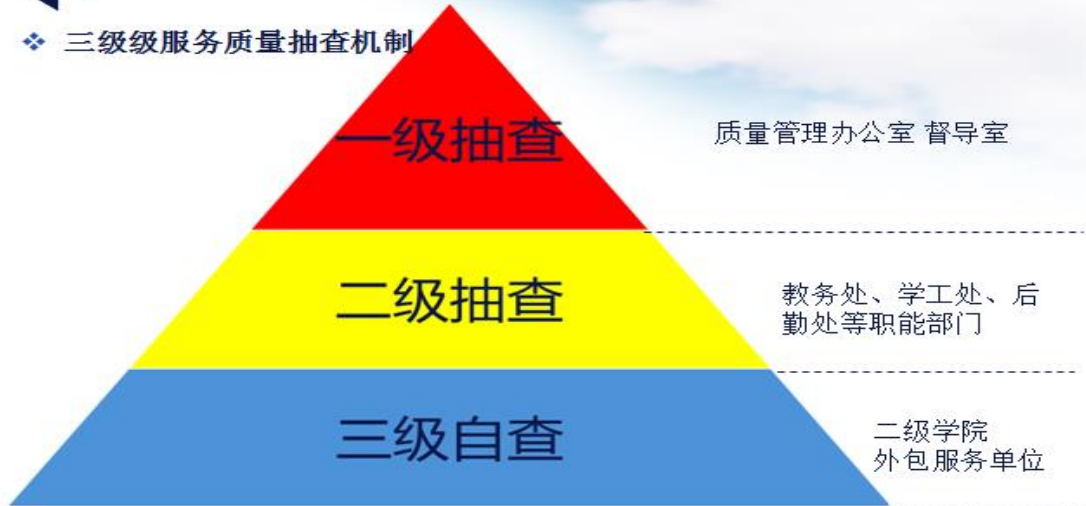 三级级服务质量抽查机制
一级抽查
质量管理办公室 督导室
二级抽查
教务处、学工处、后
勤处等职能部门
三级自查
二级学院
外包服务单位